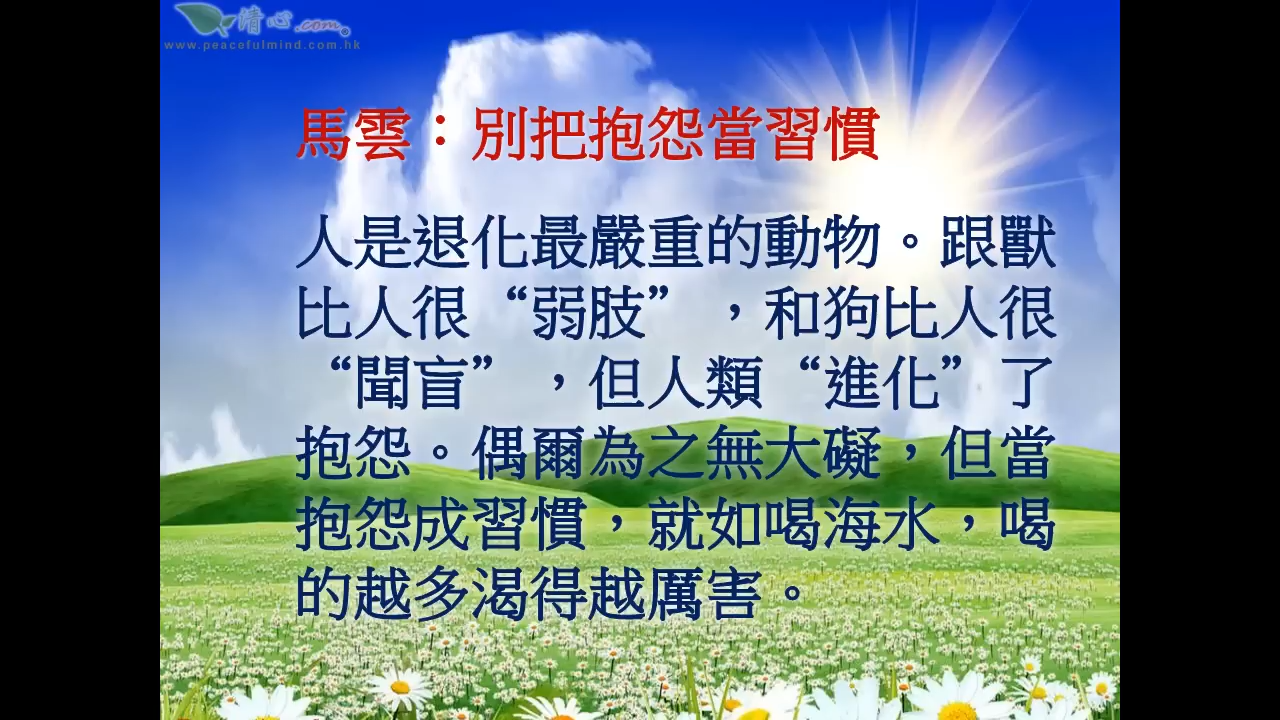 清心.com
www.peacefulmind.com.hk
馬雲：別把抱怨當習慣
人是退化最嚴重的動物。跟獸
比人很“弱肢”，和狗比人很
“聞盲”，但人類“進化”了
抱怨。偶爾為之無大礙，但當
抱怨成習慣，就如喝海水，喝
的越多渴得越厲害。